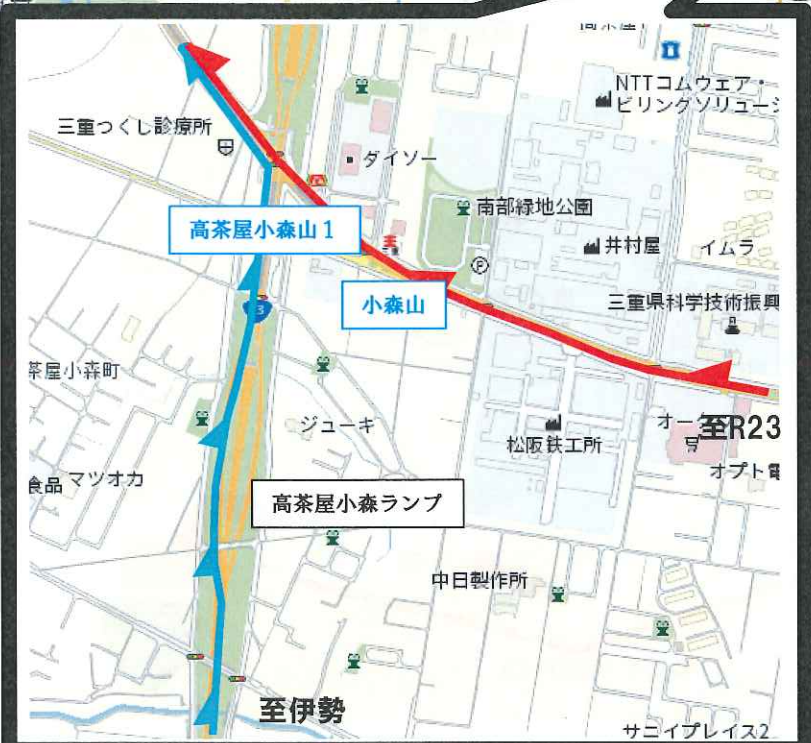 NTTコムウェア・
ビリングソリューシ
三重つくし診療所
ダイソー
南部緑地公園
高茶屋小森山1
井村屋
イムラ
小森山
三重県科学技術振興
茶屋小森町
ジューキ
松阪鉄工所
至R23
オプト電
食品 マツオカ
高茶屋小森ランプ
中日製作所
至伊勢
サニイプレイス2